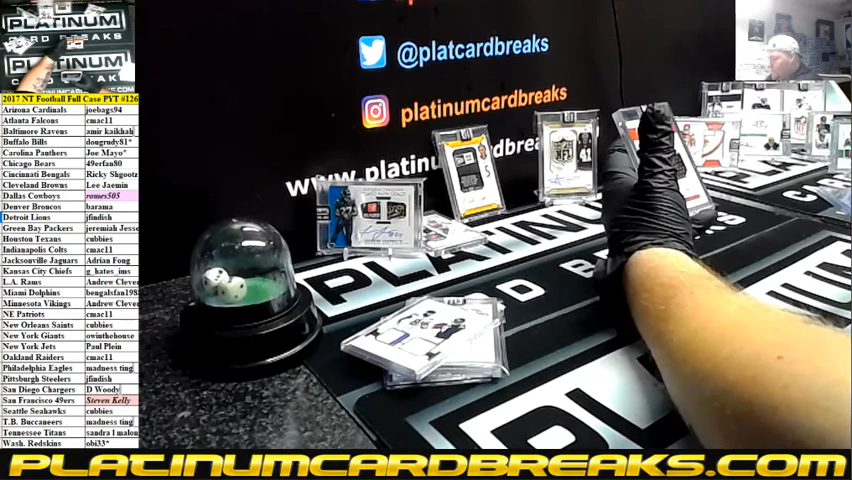 PLATINUM
CARD BREAKS
2017 NT Football Full Case PYT #126
Arizona Cardinals joebags94
Atlanta Falcons cmac11
Baltimore Ravens amir kaikhah
Buffalo Bills dougrudy81*
Carolina Panthers Joe Mayo*
Chicago Bears 49erfan80
Cincinnati Bengals Ricky Shgootz
Cleveland Browns Lee Jaemin
Dallas Cowboys romes505
Denver Broncos barama
Detroit Lions jfindish
Green Bay Packers jeremiah Jesse
Houston Texans cubbies
Indianapolis Colts cmac11
Jacksonville Jaguars Adrian Fong
Kansas City Chiefs g_hates_ims
L.A. Rams Andrew Clever
Miami Dolphins bengalsfan198
Minnesota Vikings Andrew Clever
NE Patriots cmac11
New Orleans Saints cubbies
New York Giants owinthehouse
New York Jets Paul Plein
Oakland Raiders cmac11
Philadelphia Eagles madness ting
Pittsburgh Steelers jfindish
San Diego Chargers D Woody
San Francisco 49ers Steven Kelly
Seattle Seahawks cubbies
T.B. Buccaneers madness ting
Tennessee Titans sandra l malon
Wash. Redskins obi33*
@platcardbreaks
platinumcardbreaks
www.platinu
NFL
PLATINUM
PLATINUMCARDBREAKS.COM